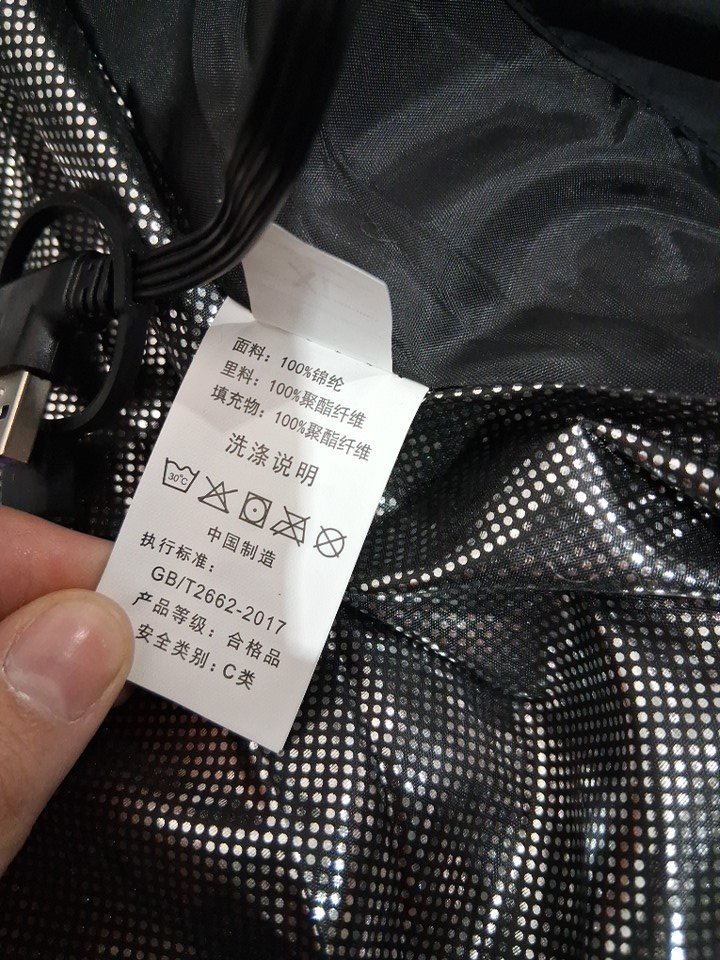 面料：100%锦纶
里料：100%聚酯纤维
填充物：100%聚酯纤维
洗涤说明
30°C
中国制造
执行标准：
GB/T2662-2017
产品等级：合格品
安全类别：C类